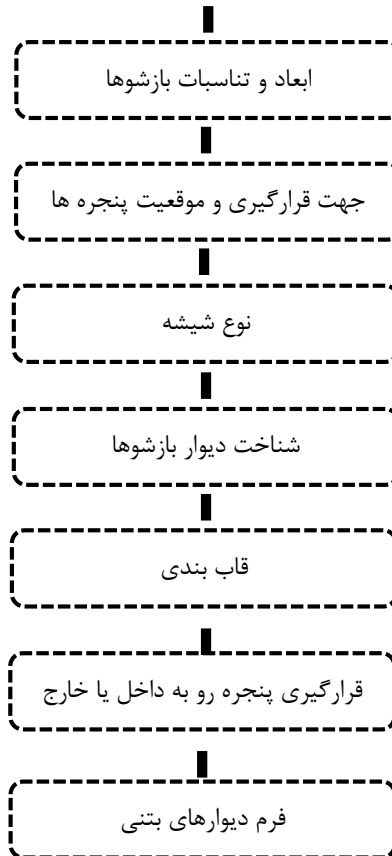 ابعاد و تناسبات بازشوها
جهت قرارگیری و موقعیت پنجره ها
نوع شیشه
شناخت دیوار بازشوها
قاب بندی
قرارگیری پنجره رو به داخل یا خارج
فرم دیوارهای بتنی